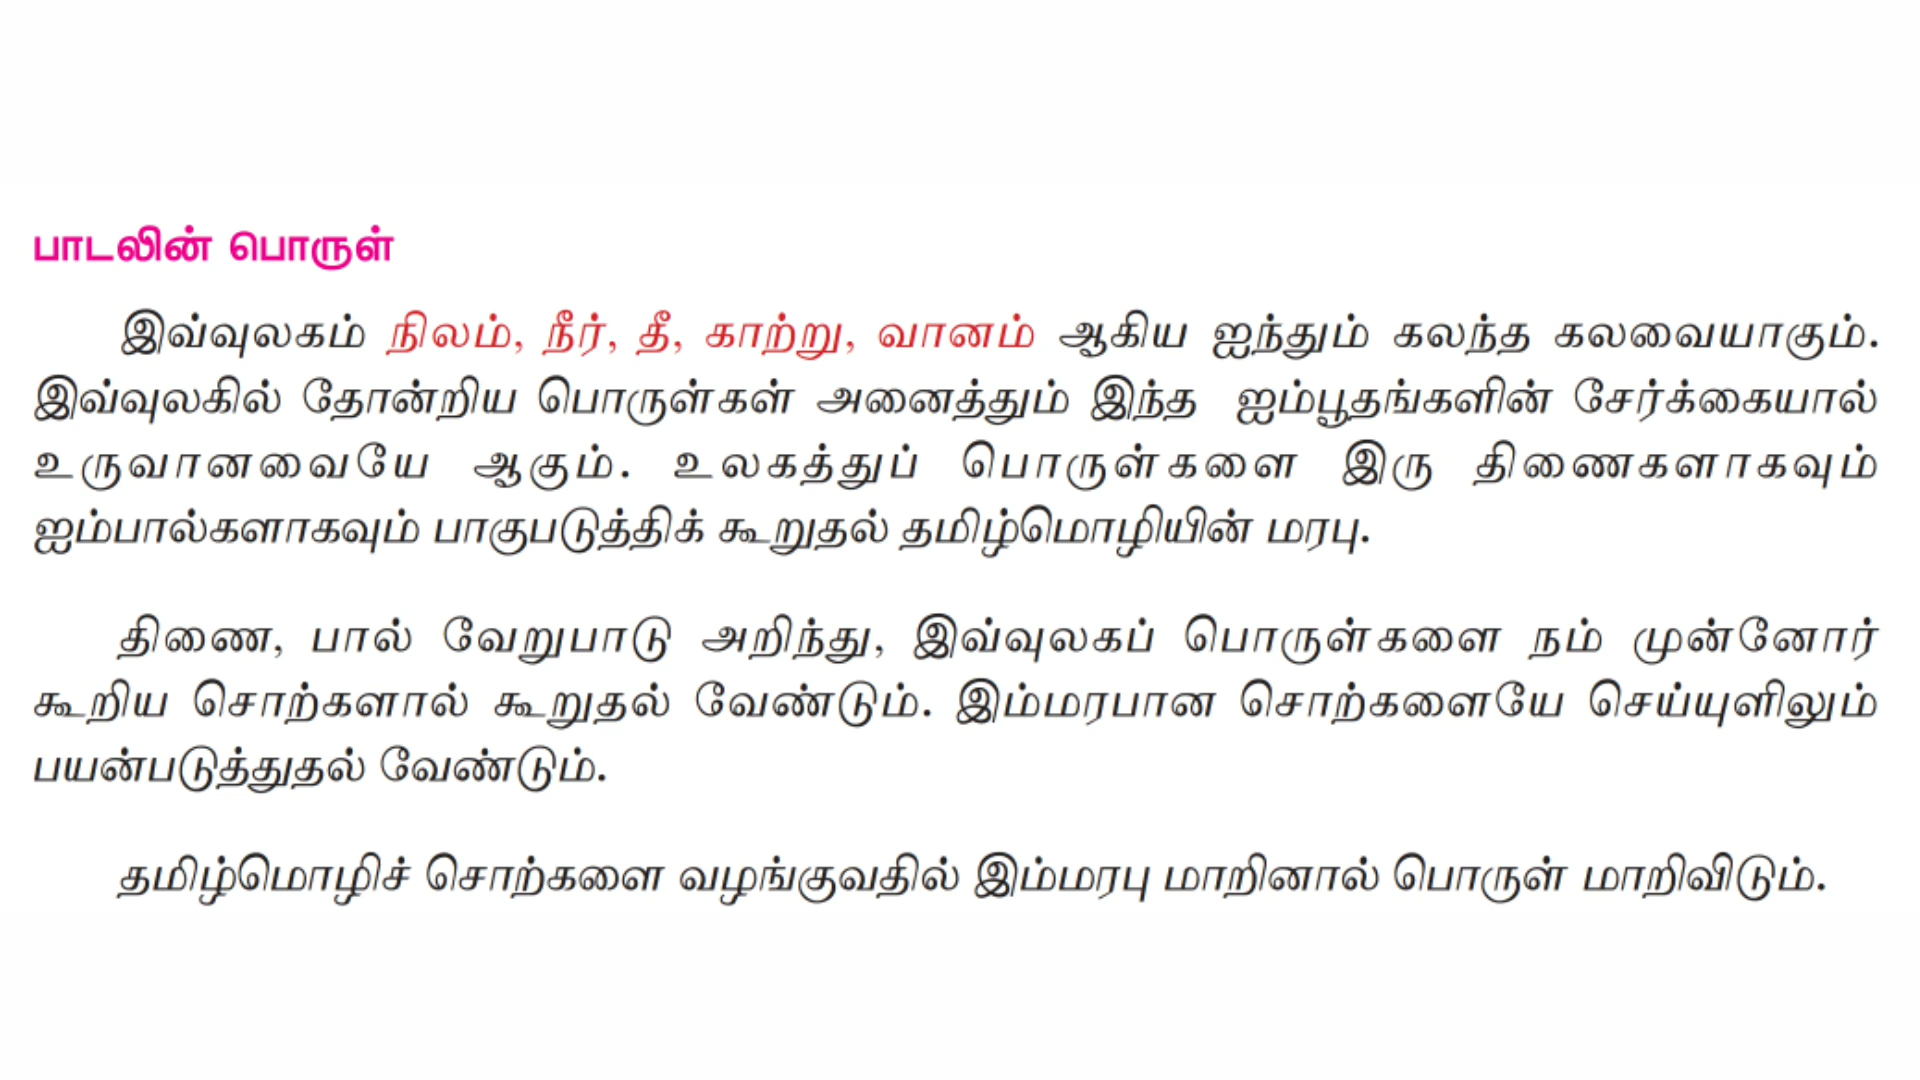 பாடலின் பொருள்
இவ்வுலகம் நிலம், நீர், தீ, காற்று, வானம் ஆகிய ஐந்தும் கலந்த கலவையாகும்.
இவ்வுலகில் தோன்றிய பொருள்கள் அனைத்தும் இந்த ஐம்பூதங்களின் சேர்க்கையால்
உருவானவையே ஆகும். உலகத்துப் பொருள்களை இரு திணைகளாகவும்
ஐம்பால்களாகவும் பாகுபடுத்திக் கூறுதல் தமிழ்மொழியின் மரபு.
திணை, பால் வேறுபாடு அறிந்து, இவ்வுலகப் பொருள்களை நம் முன்னோர்
கூறிய சொற்களால் கூறுதல் வேண்டும். இம்மரபான சொற்களையே செய்யுளிலும்
பயன்படுத்துதல் வேண்டும்.
தமிழ்மொழிச் சொற்களை வழங்குவதில் இம்மரபு மாறினால் பொருள் மாறிவிடும்.